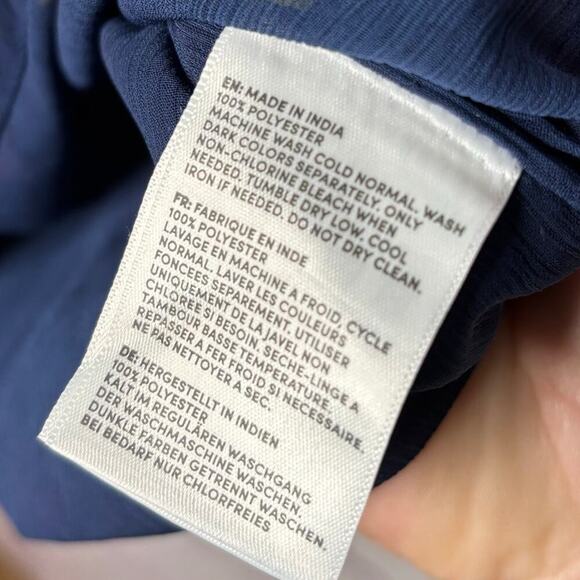 EN: MADE IN INDIA
100% POLYESTER
MACHINE WASH COLD NORMAL. WASH
DARK COLORS SEPARATELY. ONLY
NON-CHLORINE BLEACH WHEN
NEEDED. TUMBLE DRY LOW, COOL
IRON IF NEEDED. DO NOT DRY CLEAN.
FR: FABRIQUE EN INDE
100% POLYESTER
LAVAGE EN MACHINE A FROID, CYCLE
NORMAL. LAVER LES COULEURS
FONCÉES SEPAREMENT. UTILISER
UNIQUEMENT DE LA JAVEL NON
CHLORÉE SI BESOIN. SECHE-LINGE A
TAMBOUR BASSE TEMPERATURE,
REPASSER A FER FROID SI NECESSAIRE.
NE PAS NETTOYER A SEC.
DE: HERGESTELLT IN INDIEN
100% POLYESTER
KALT IM REGULÄREN WASCHGANG
DER WASCHMASCHINE WASCHEN.
DUNKLE FARBEN GETRENNT WASCHEN.
BEI BEDARF NUR CHLORFREIES